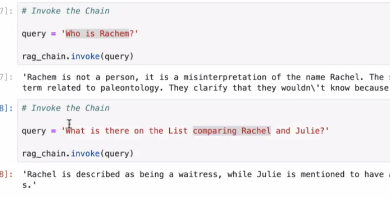 7]: # Invoke the Chain
query = 'Who is Rachem?'
rag_chain.invoke(query)
7]: 'Rachem is not a person, it is a misinterpretation of the name Rachel. The
term related to paleontology. They clarify that they wouldn\'t know because
8]: # Invoke the Chain
query = 'What is there on the List comparing Rachel and Julie?'
rag_chain.invoke(query)
8]: 'Rachel is described as being a waitress, while Julie is mentioned to have
s.'